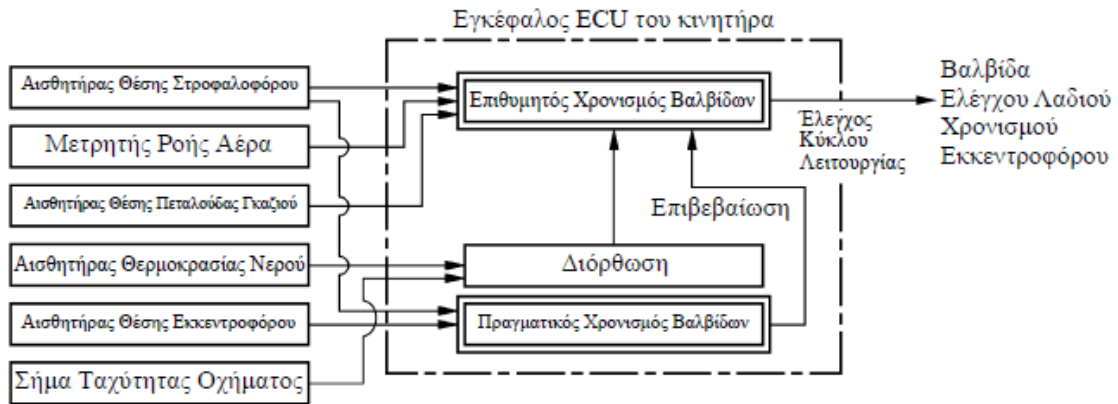 Εγκέφαλος ECU του κινητήρα
Αισθητήρας Θέσης Στροφαλοφόρου
Μετρητής Ροής Αέρα
Αισθητήρας Θέσης Πεταλούδας Γκαζιού
Αισθητήρας Θερμοκρασίας Νερού
Αισθητήρας Θέσης Εκκεντροφόρου
Σήμα Ταχύτητας Οχήματος
Επιθυμητός Χρονισμός Βαλβίδων
Επιβεβαίωση
Διόρθωση
Πραγματικός Χρονισμός Βαλβίδων
Έλεγχος
Κύκλου
Λειτουργίας
Βαλβίδα
Ελέγχου Λαδιού
Χρονισμού
Εκκεντροφόρου